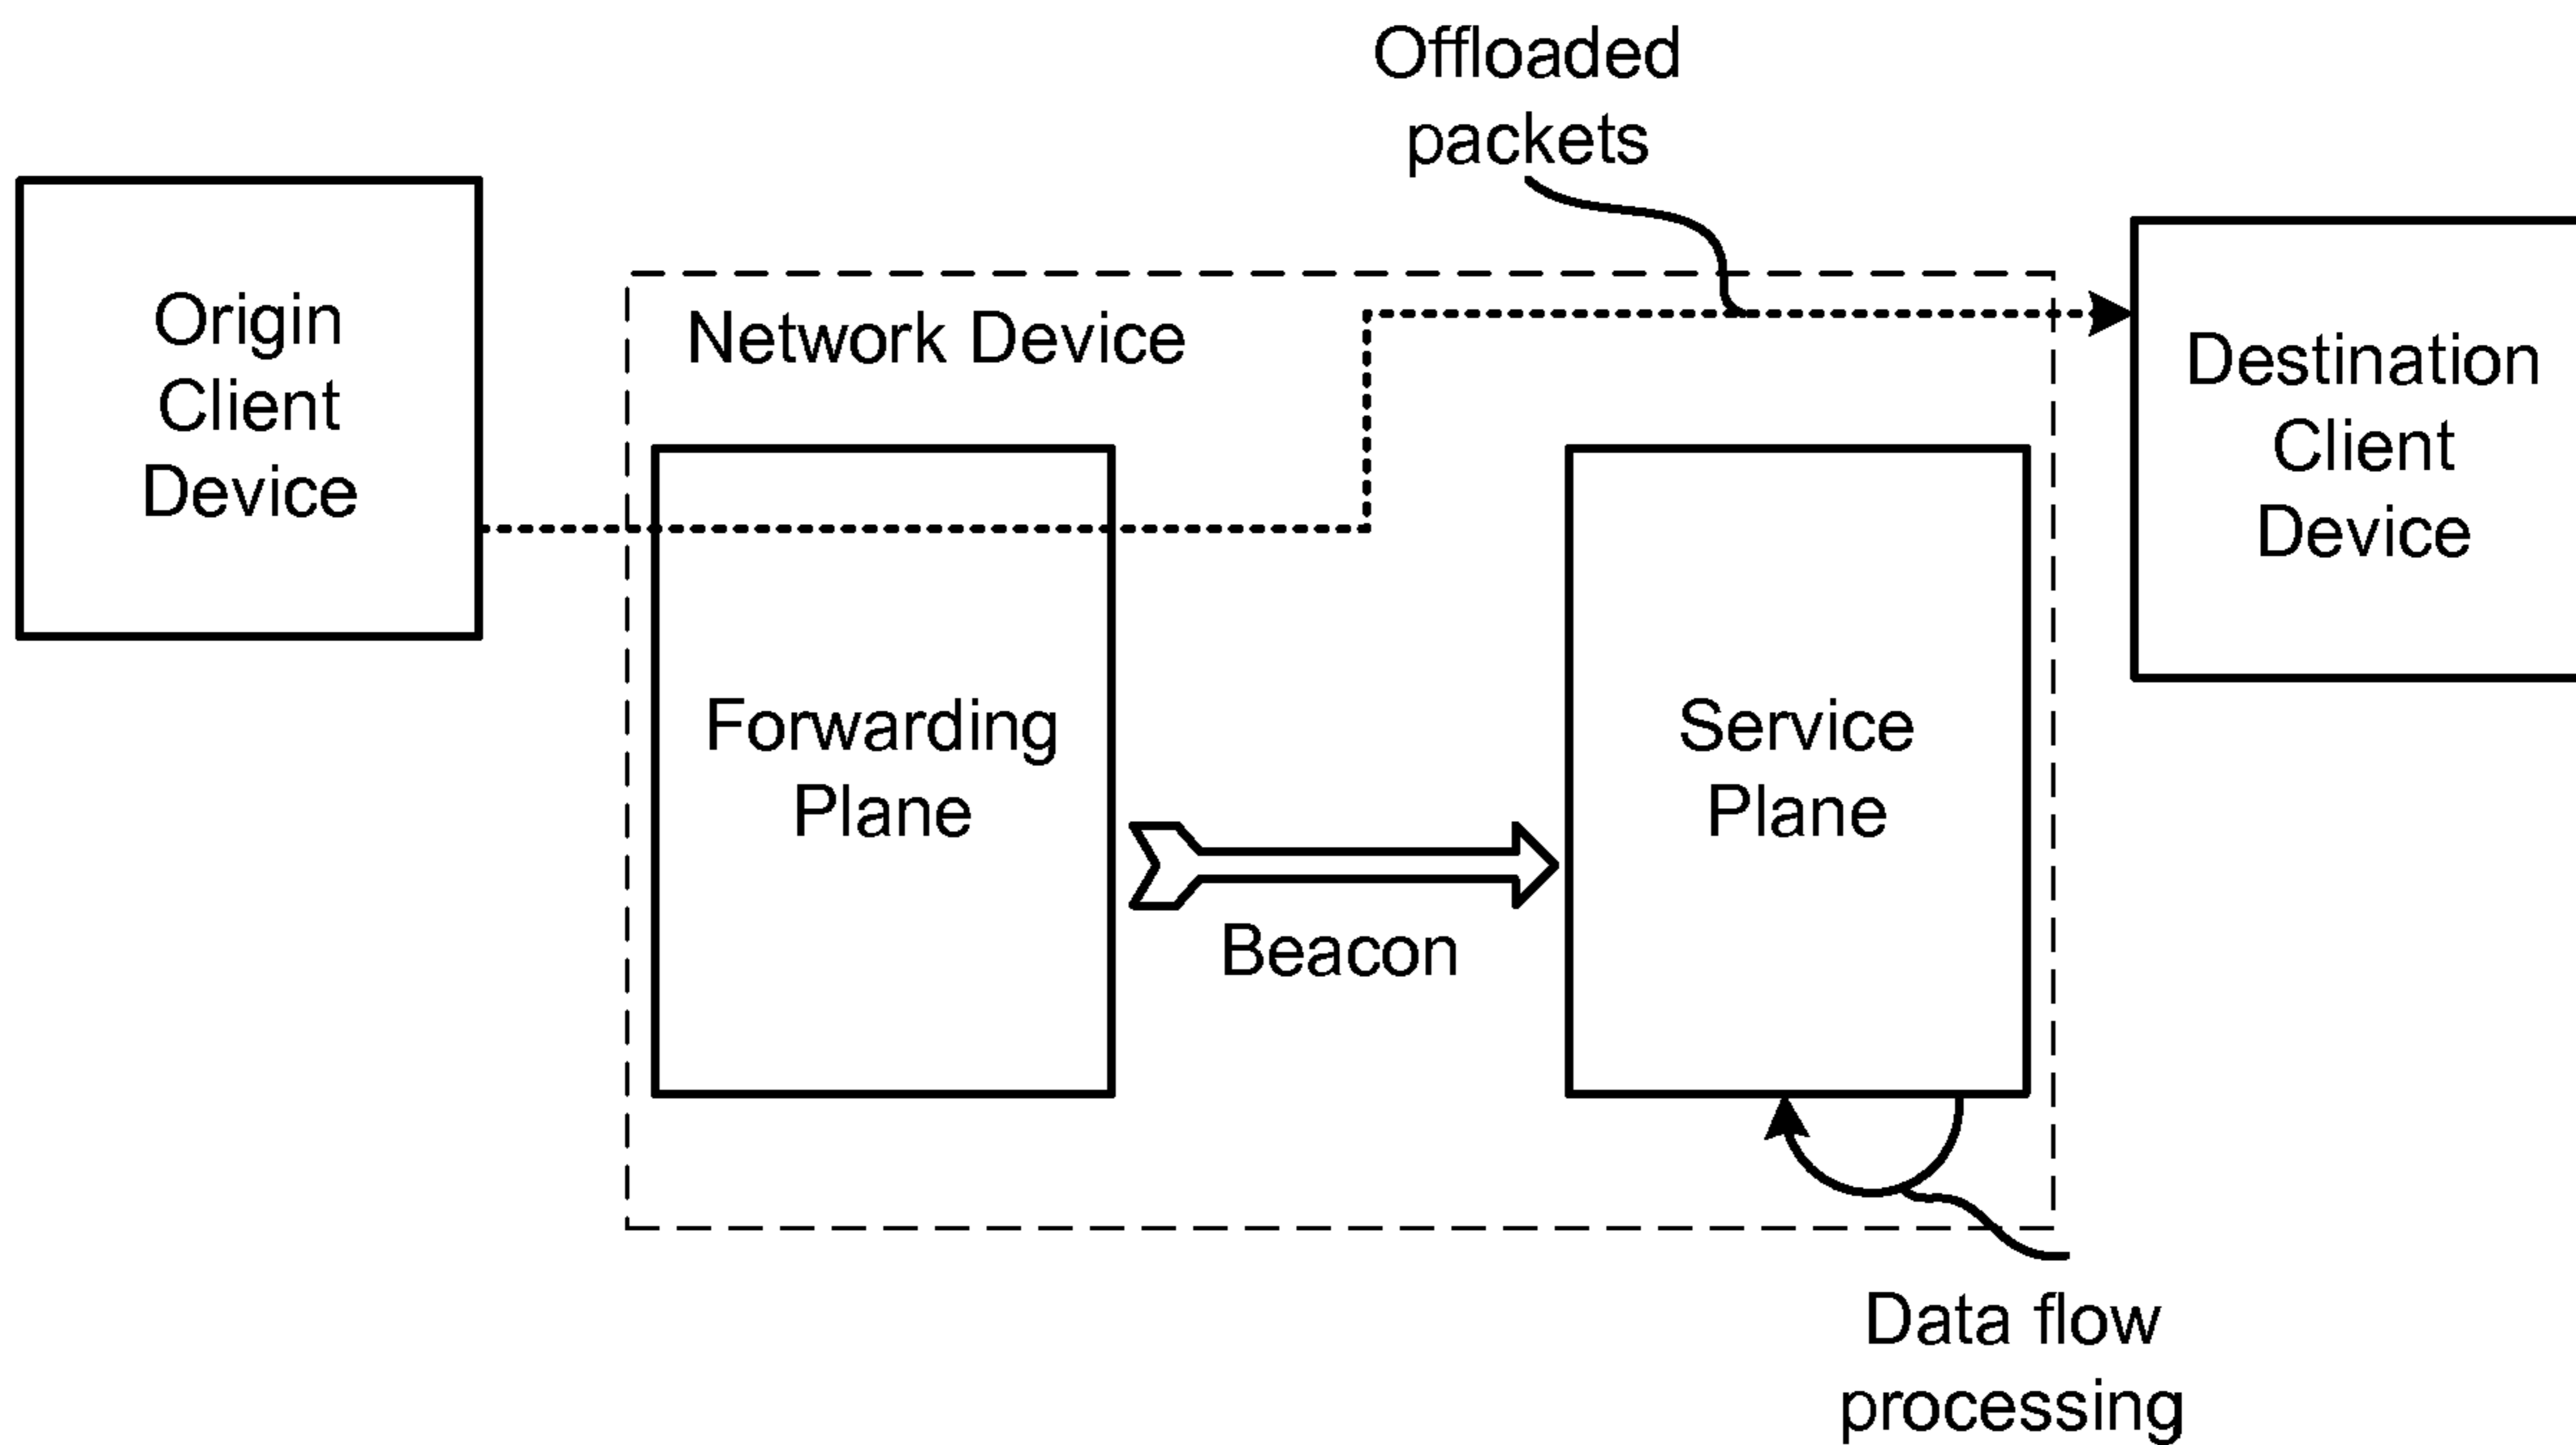 Offloaded
packets
Origin
Client
Device
Network Device
Destination
Client
Device
Forwarding
Plane
Service
Plane
Beacon
Data flow
processing